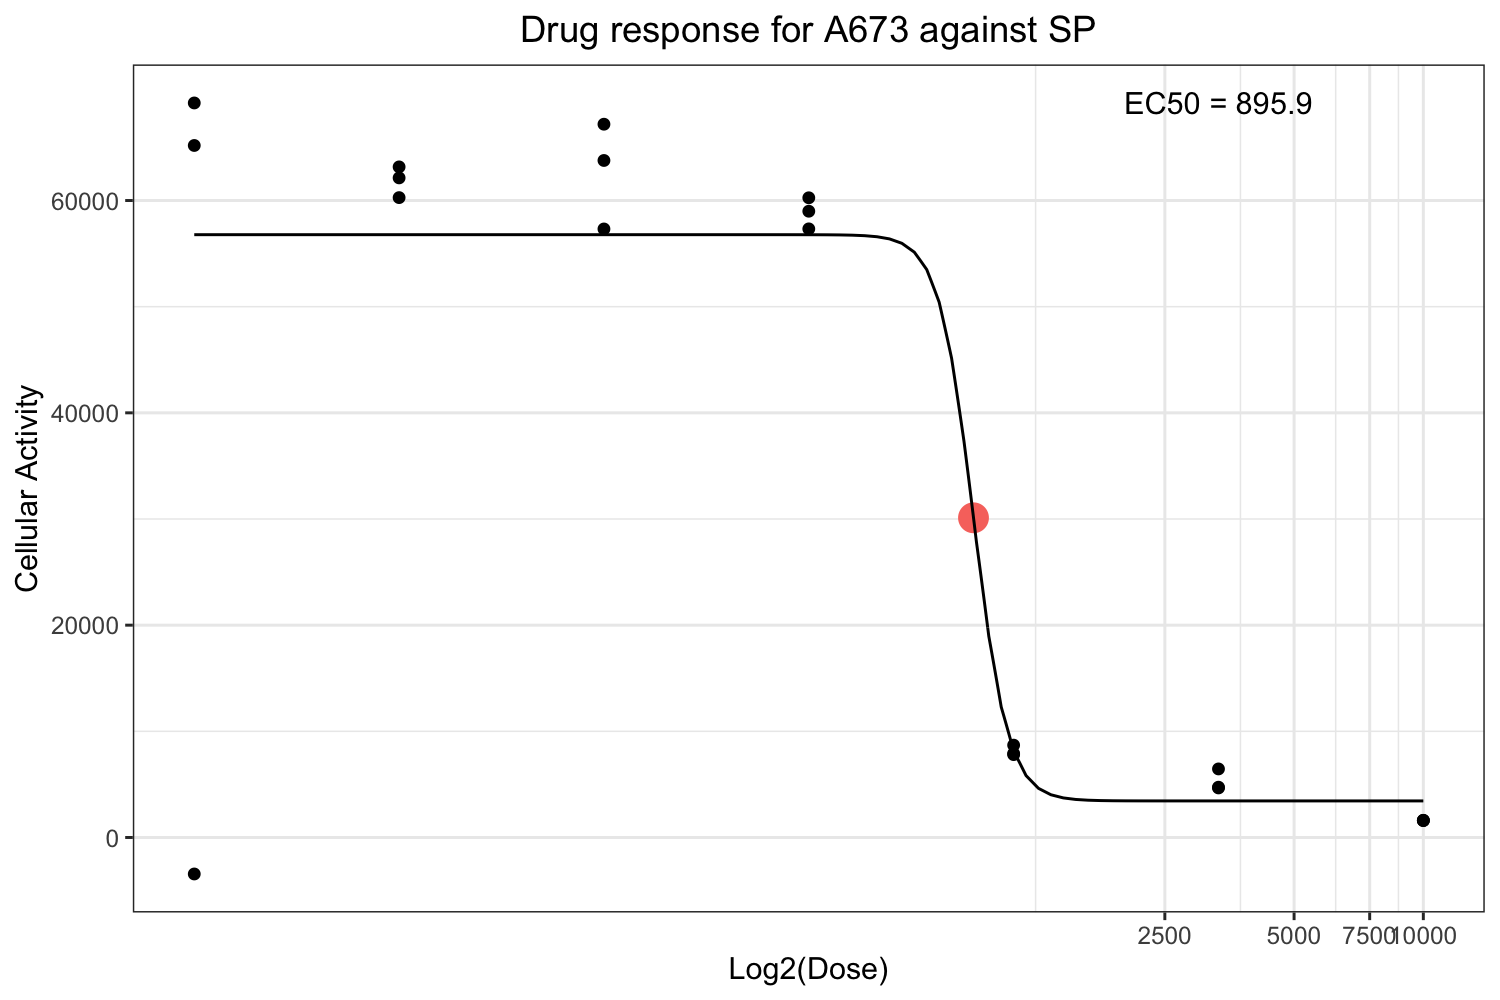 Drug response for A673 against SP
EC50 = 895.9
60000
40000
20000
0
Cellular Activity
2500 5000 7500 10000
Log2(Dose)